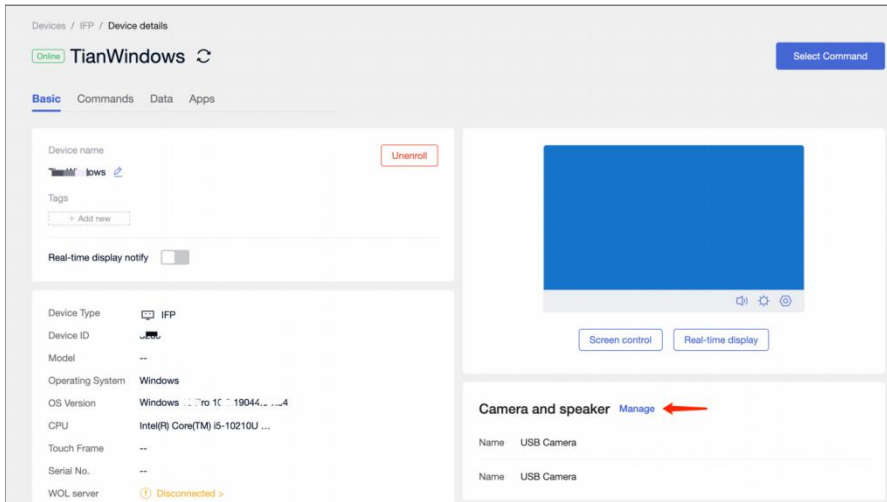 Devices / IFP / Device details
Online TianWindows
Select Command
Basic Commands Data Apps
Device name
Unenroll
Tags
+ Add new
Real-time display notify
Device Type IFP
Device ID
Model --
Operating System Windows
OS Version Windows
CPU Intel(R) Core(TM) i5-10210U ...
Touch Frame --
Serial No. --
WOL server Disconnected >
Screen control Real-time display
Camera and speaker Manage
Name USB Camera
Name USB Camera